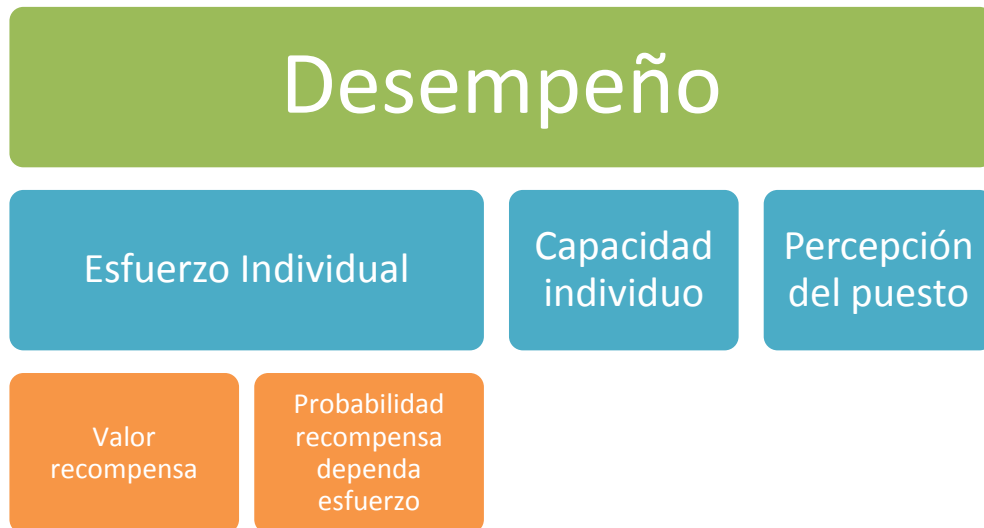 Desempeño
Esfuerzo Individual
Capacidad
individuo
Percepción
del puesto
Valor
recompensa
Probabilidad
recompensa
dependa
esfuerzo